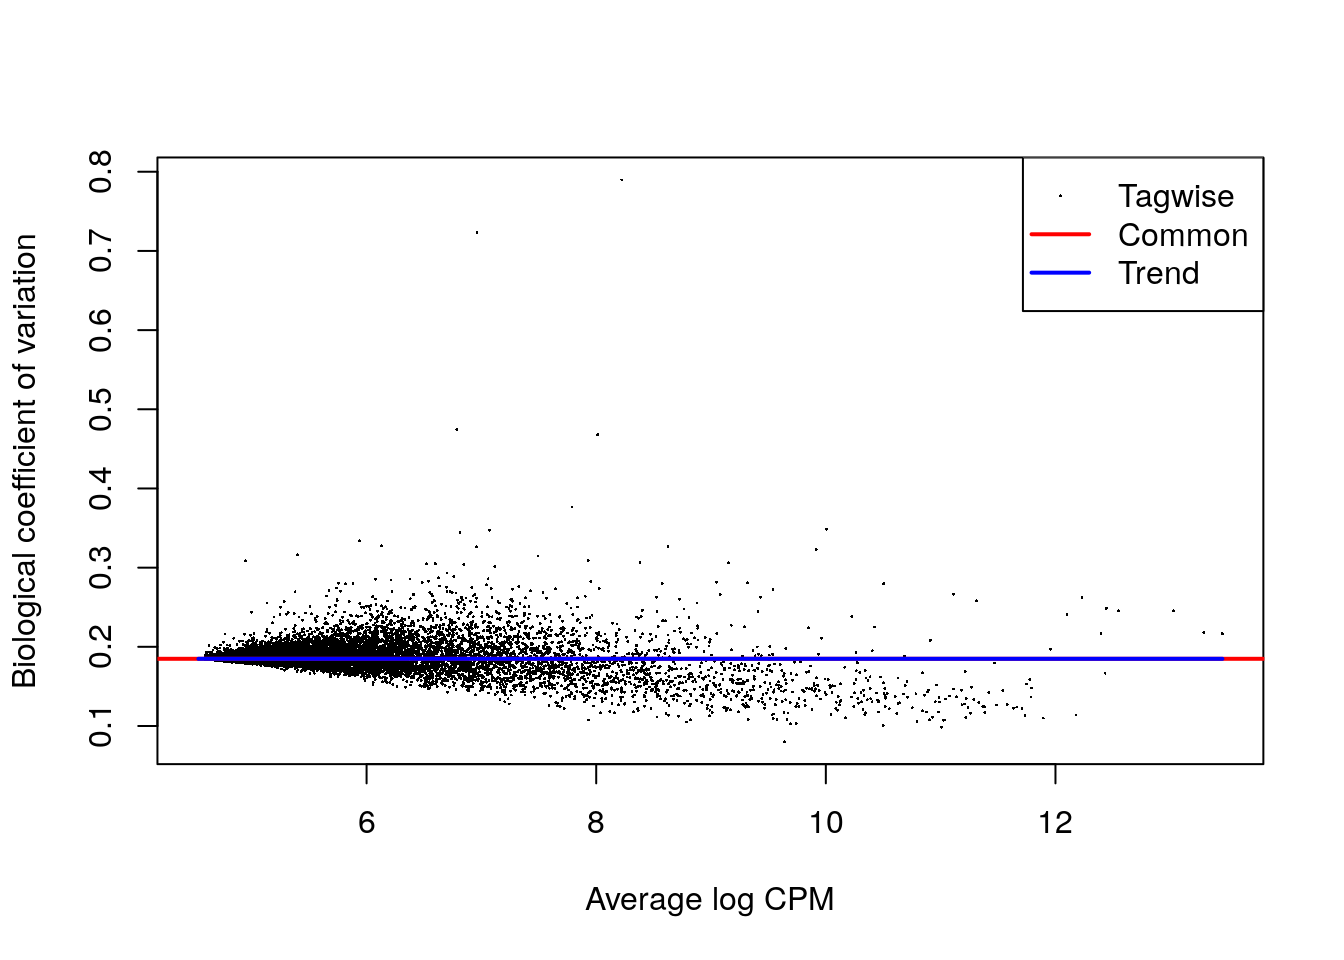 Biological coefficient of variation
0.8
0.7
0.6
0.5
0.4
0.3
0.2
0.1
Tagwise
Common
Trend
6 8 10 12
Average log CPM